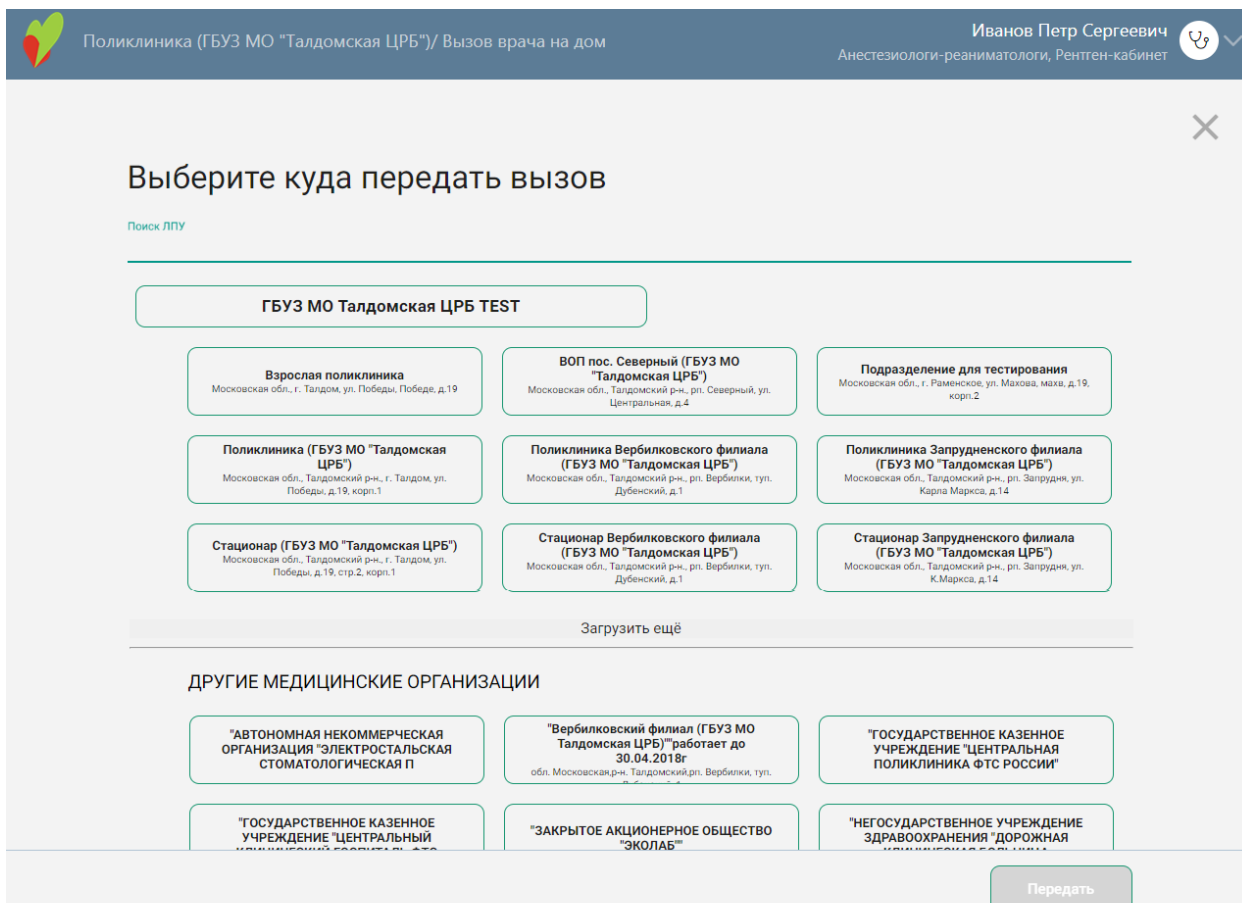 Поликлиника (ГБУЗ МО "Талдомская ЦРБ")/ Вызов врача на дом
Иванов Петр Сергеевич
Анестезиологи-реаниматологи, Рентген-кабинет
Выберите куда передать вызов
Поиск ЛПУ
ГБУЗ МО Талдомская ЦРБ TEST
Взрослая поликлиника
Московская обл., г. Талдом, ул. Победы, Победе, д.19
ВОП пос. Северный (ГБУЗ МО
"Талдомская ЦРБ")
Московская обл., Талдомский р-н., рп. Северный, ул.
Центральная, д.4
Подразделение для тестирования
Московская обл., г. Раменское, ул. Махова, махв, д.19,
корп.2
Поликлиника (ГБУЗ МО "Талдомская
ЦРБ")
Московская обл., Талдомский р-н., г. Талдом, ул.
Победы, д.19, корп.1
Поликлиника Вербилковского филиала
(ГБУЗ МО "Талдомская ЦРБ")
Московская обл., Талдомский р-н., рп. Вербилки, туп.
Дубенский, д.1
Поликлиника Запрудненского филиала
(ГБУЗ МО "Талдомская ЦРБ")
Московская обл., Талдомский р-н., рп. Запрудня, ул.
Карла Маркса, д.14
Стационар (ГБУЗ МО "Талдомская ЦРБ")
Московская обл., Талдомский р-н., г. Талдом, ул.
Победы, д.19, стр.2, корп.1
Стационар Вербилковского филиала
(ГБУЗ МО "Талдомская ЦРБ")
Московская обл., Талдомский р-н., рп. Вербилки, туп.
Дубенский, д.1
Стационар Запрудненского филиала
(ГБУЗ МО "Талдомская ЦРБ")
Московская обл., Талдомский р-н., рп. Запрудня, ул.
К.Маркса, д.14
Загрузить ещё
ДРУГИЕ МЕДИЦИНСКИЕ ОРГАНИЗАЦИИ
"АВТОНОМНАЯ НЕКОММЕРЧЕСКАЯ
ОРГАНИЗАЦИЯ "ЭЛЕКТРОСТАЛЬСКАЯ
СТОМАТОЛОГИЧЕСКАЯ П
"Вербилковский филиал (ГБУЗ МО
Талдомская ЦРБ)""работает до
30.04.2018г
обл. Московская,р-н. Талдомский,рп. Вербилки, туп.
"ГОСУДАРСТВЕННОЕ КАЗЕННОЕ
УЧРЕЖДЕНИЕ "ЦЕНТРАЛЬНАЯ
ПОЛИКЛИНИКА ФТС РОССИИ"
"ГОСУДАРСТВЕННОЕ КАЗЕННОЕ
УЧРЕЖДЕНИЕ "ЦЕНТРАЛЬНЫЙ
КЛИНИЧЕСКИЙ ГОСПИТАЛЬ ФТС
"ЗАКРЫТОЕ АКЦИОНЕРНОЕ ОБЩЕСТВО
"ЭКОЛАБ""
"НЕГОСУДАРСТВЕННОЕ УЧРЕЖДЕНИЕ
ЗДРАВООХРАНЕНИЯ "ДОРОЖНАЯ
КЛИНИЧЕСКАЯ БОЛЬНИЦА
Передать